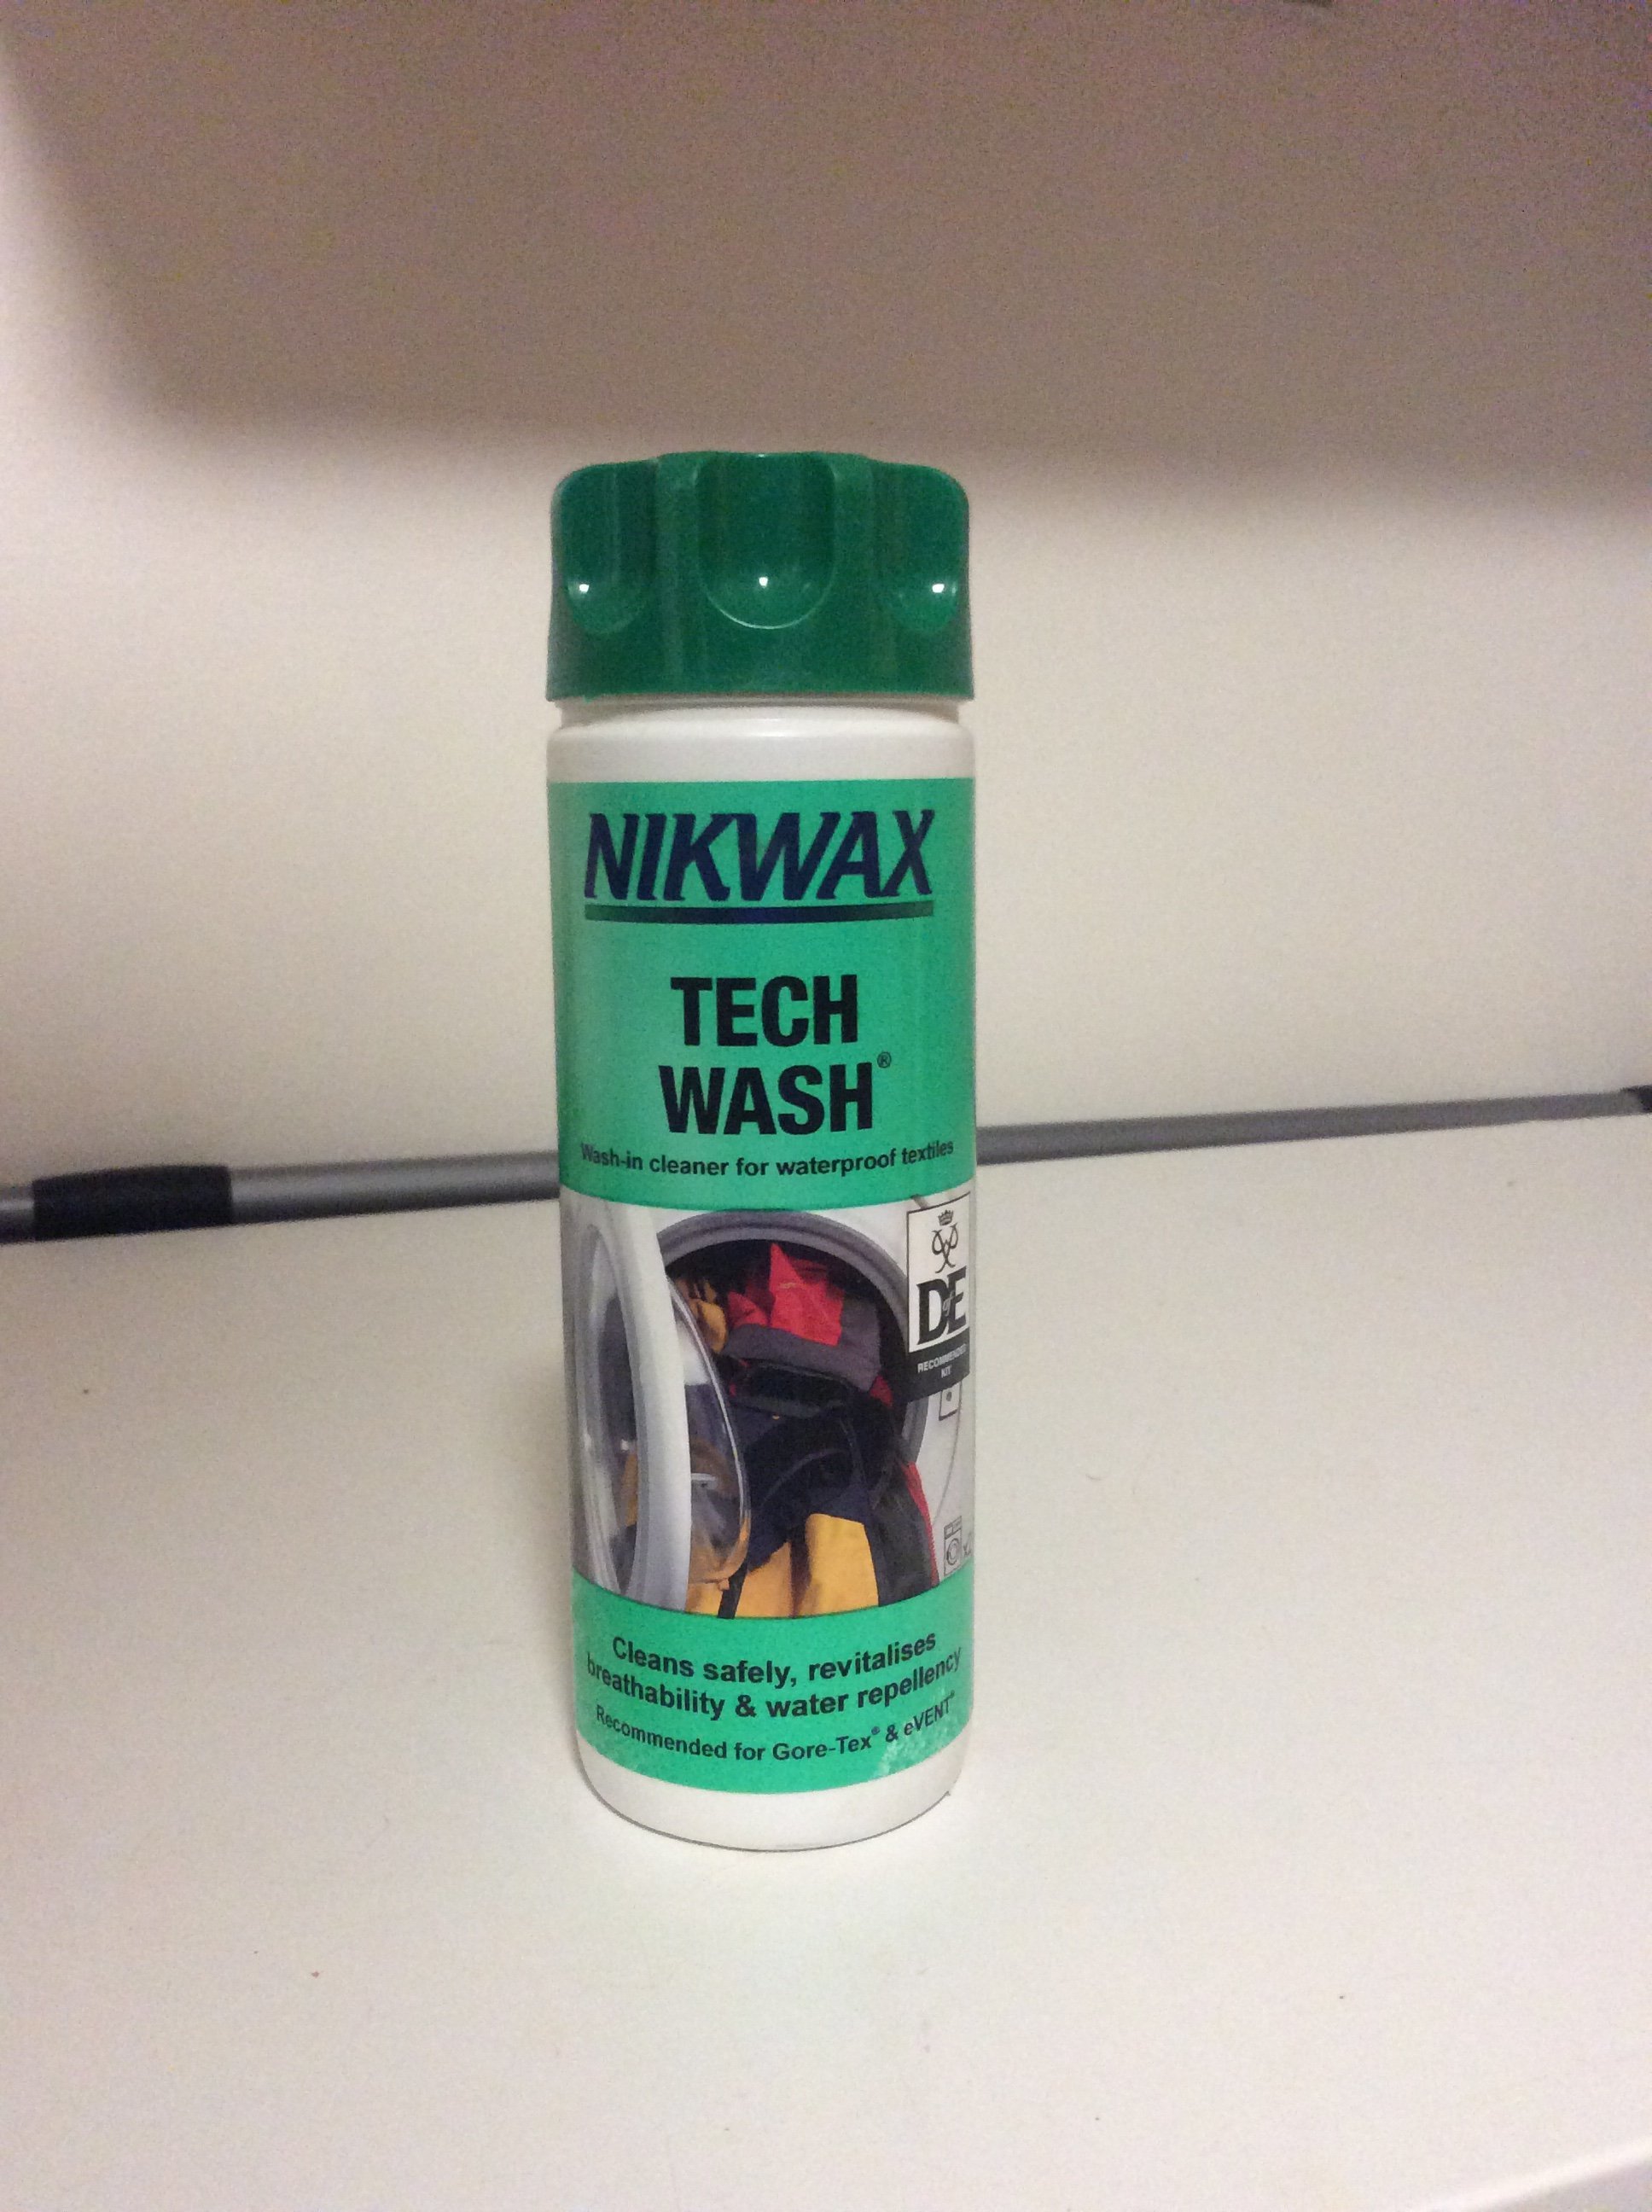 NIKWAX
TECH
WASH®
Wash-in cleaner for waterproof textiles
DofE
RECOMMENDED
KIT
Cleans safely, revitalises
breathability & water repellency
Recommended for Gore-Tex® & eVENT®